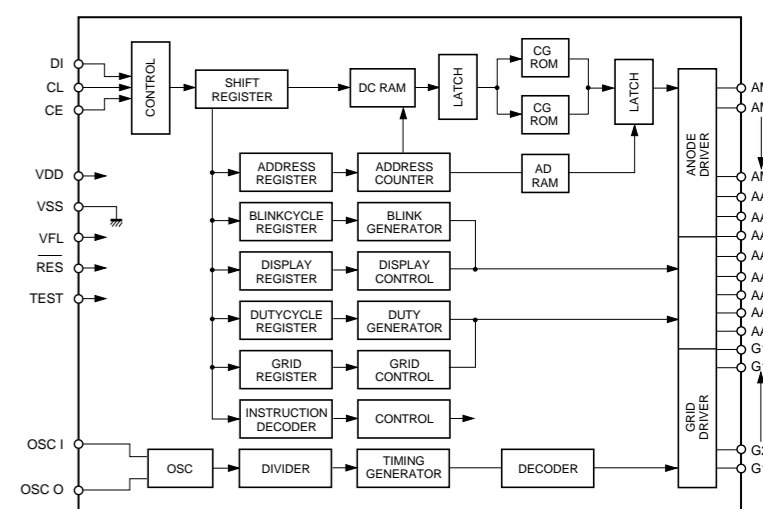 DI
CL
CE
VDD
VSS
VFL
RES
TEST
OSC I
OSC O
CONTROL
SHIFT
REGISTER
DC RAM
LATCH
CG
ROM
CG
ROM
LATCH
ADDRESS
REGISTER
ADDRESS
COUNTER
AD
RAM
BLINKCYCLE
REGISTER
BLINK
GENERATOR
DISPLAY
REGISTER
DISPLAY
CONTROL
DUTYCYCLE
REGISTER
DUTY
GENERATOR
GRID
REGISTER
GRID
CONTROL
INSTRUCTION
DECODER
CONTROL
OSC
DIVIDER
TIMING
GENERATOR
DECODER
ANODE
DRIVER
GRID
DRIVER